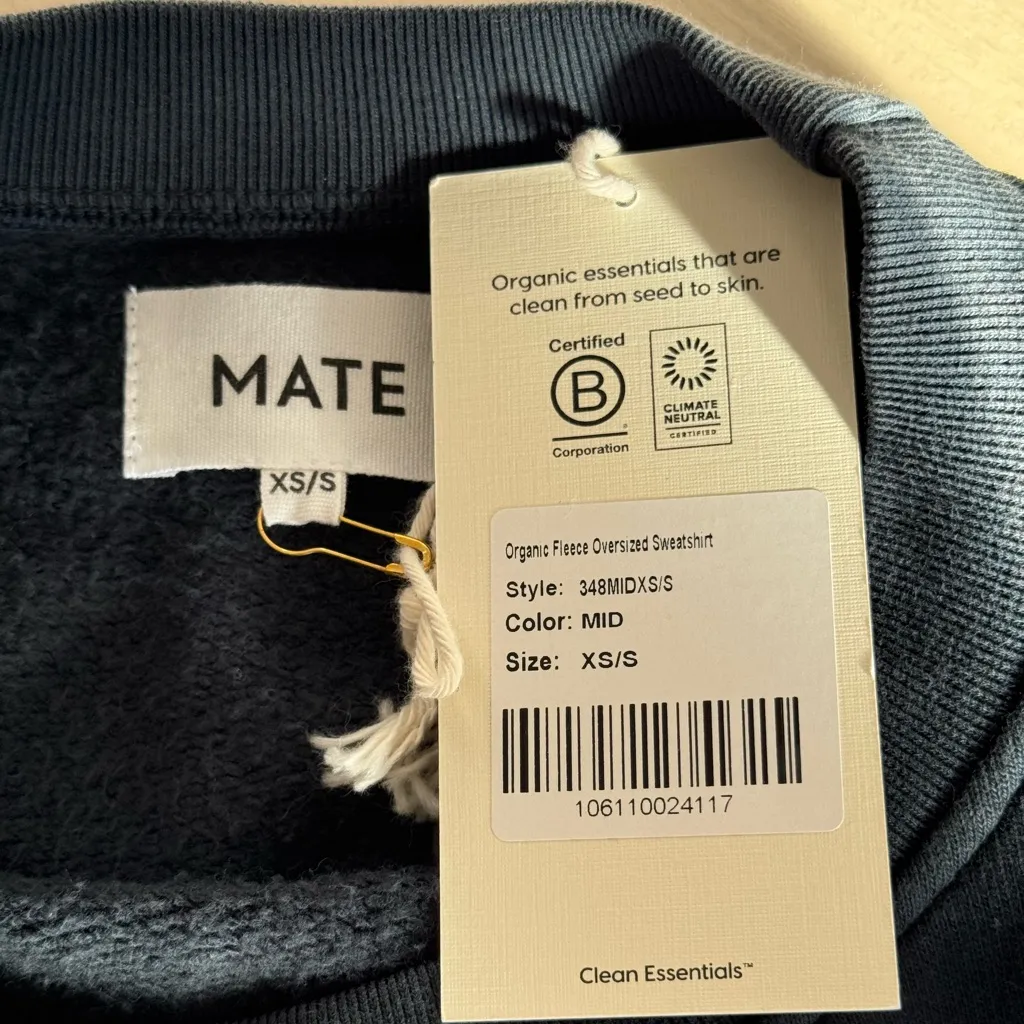 MATE
XS/S
Organic essentials that are
clean from seed to skin.
Certified
B
®
Corporation
CLIMATE
NEUTRAL
CERTIFIED
Organic Fleece Oversized Sweatshirt
Style: 348MIDXS/S
Color: MID
Size: XS/S
106110024117
Clean Essentials™